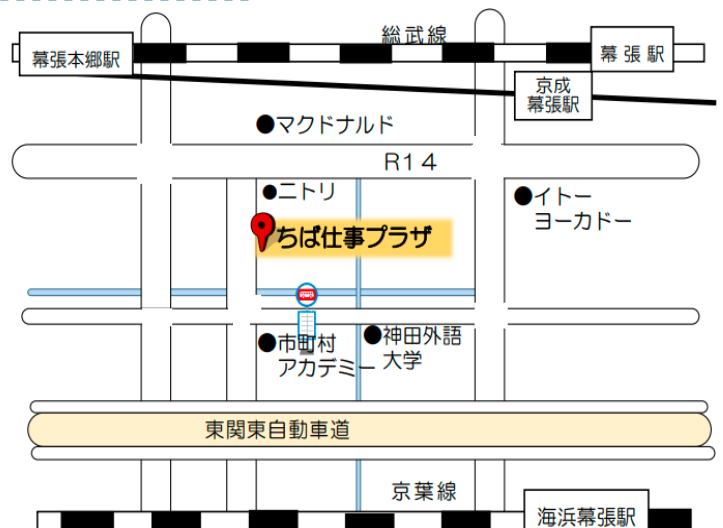 総武線
幕張本郷駅
幕張駅
京成
幕張駅
●マクドナルド
R14
●ニトリ
●イトー
ヨーカドー
ちば仕事プラザ
●市町村
アカデミー
●神田外語
大学
東関東自動車道
京葉線
海浜幕張駅